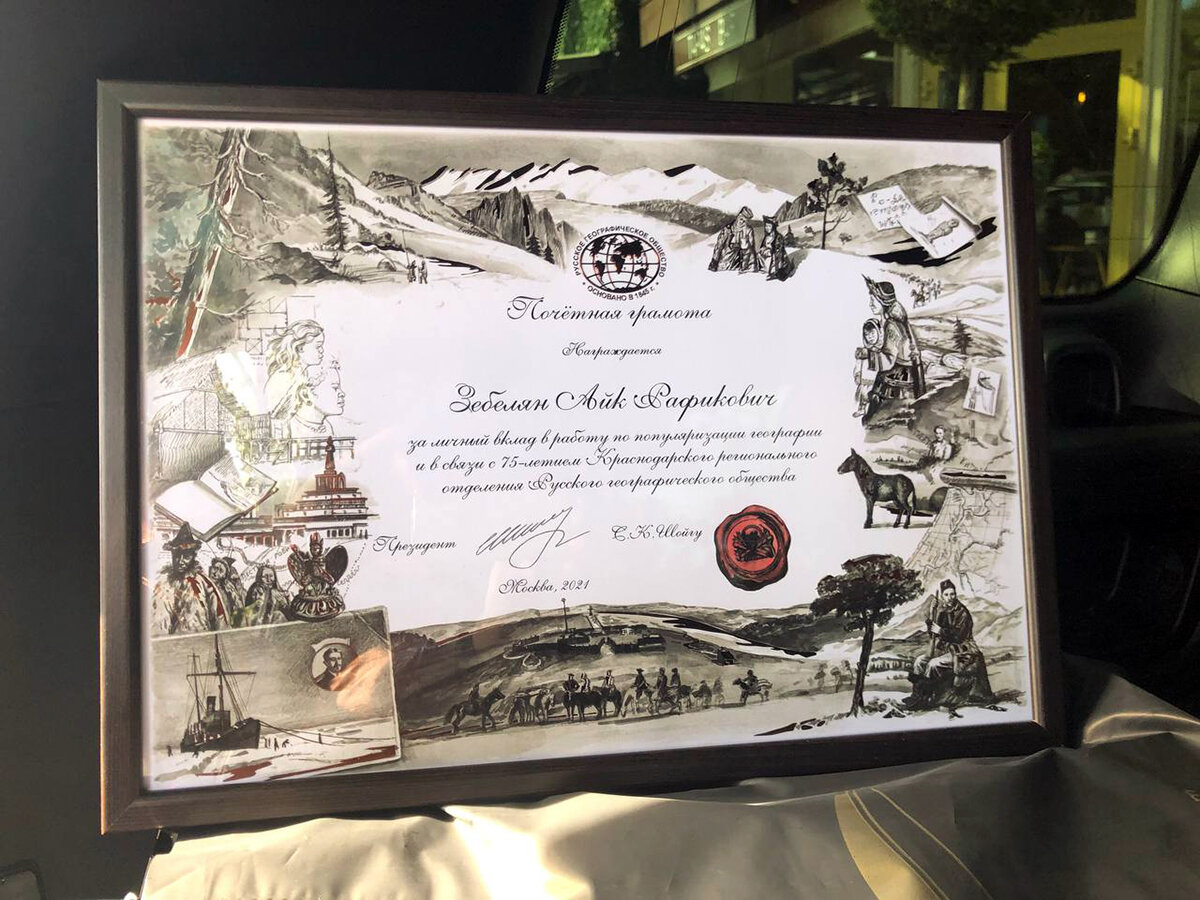 РУССКОЕ ГЕОГРАФИЧЕСКОЕ ОБЩЕСТВО
ОСНОВАНО В 1845 г.
Почётная грамота
Награждается
Зебелян Айк Рафикович
за личный вклад в работу по популяризации географии
и в связи с 75-летием Краснодарского регионального
отделения Русского географического общества
Президент
С.К.Шойгу
Москва, 2021